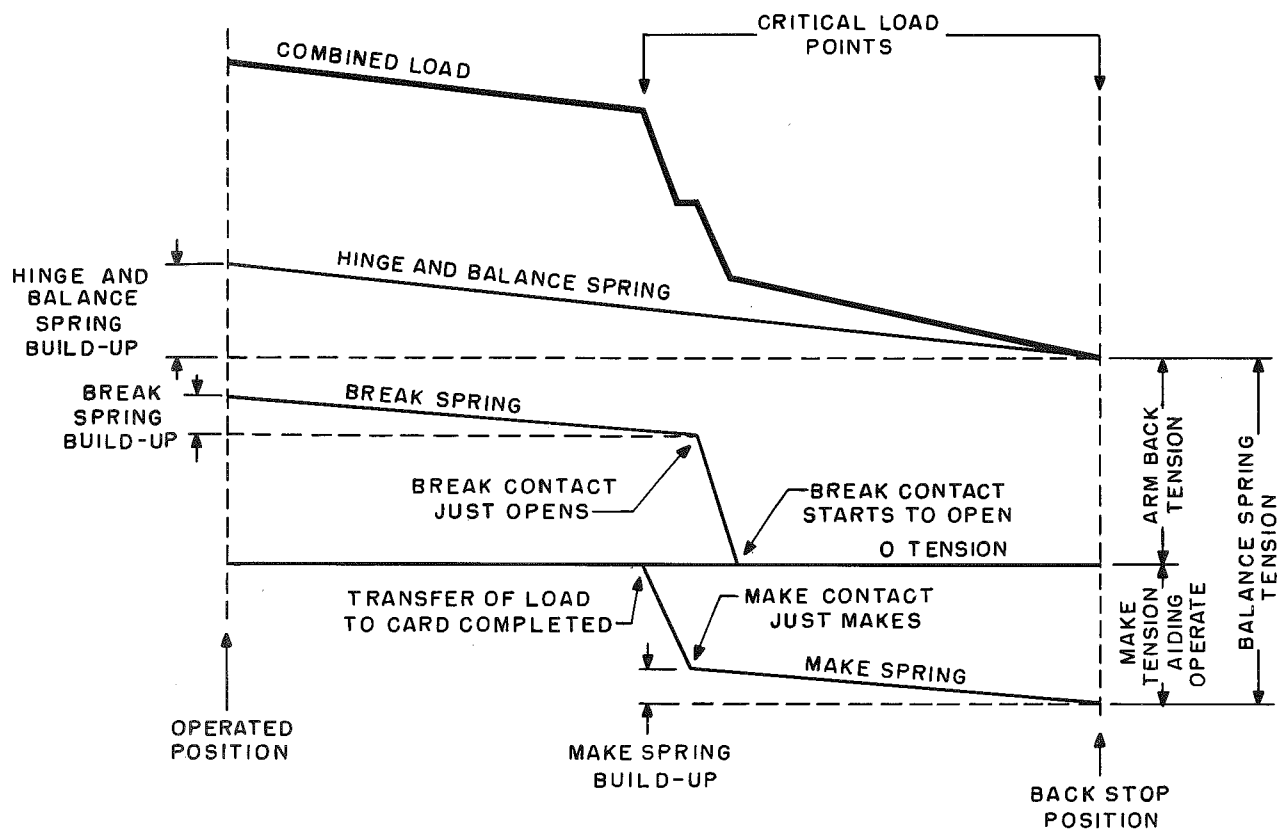 CRITICAL LOAD
POINTS
COMBINED LOAD
HINGE AND BALANCE SPRING
HINGE AND
BALANCE
SPRING
BUILD-UP
BREAK SPRING
BREAK
SPRING
BUILD-UP
BREAK CONTACT
JUST OPENS
BREAK CONTACT
STARTS TO OPEN
O TENSION
ARM BACK
TENSION
BALANCE SPRING
TENSION
TRANSFER OF LOAD
TO CARD COMPLETED
MAKE CONTACT
JUST MAKES
MAKE
TENSION
AIDING
OPERATE
MAKE SPRING
OPERATED
POSITION
MAKE SPRING
BUILD-UP
BACK STOP
POSITION